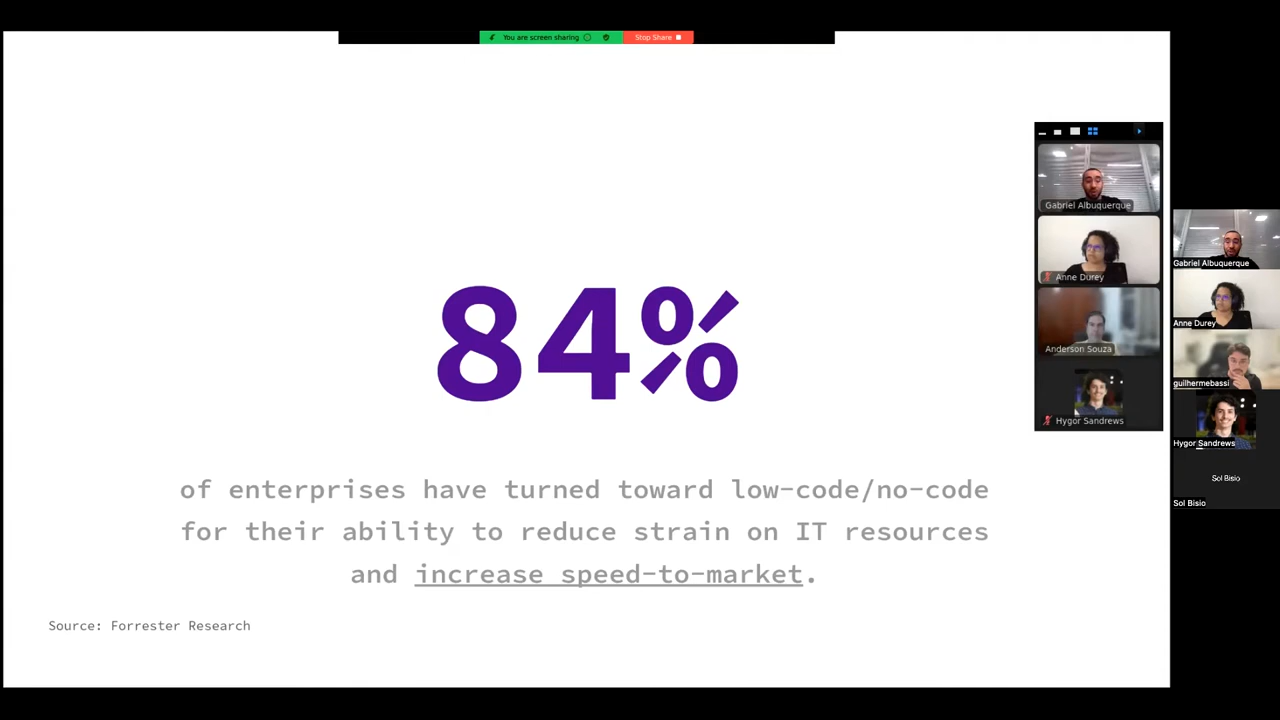 You are screen sharing
Stop Share
84%
of enterprises have turned toward low-code/no-code
for their ability to reduce strain on IT resources
and increase speed-to-market.
Source: Forrester Research
Gabriel Albuquerque
Anne Durey
Anderson Souza
Hygor Sandrews
Gabriel Albuquerque
Anne Durey
guilhermebassi
Hygor Sandrews
Sol Bisio
Sol Bisio